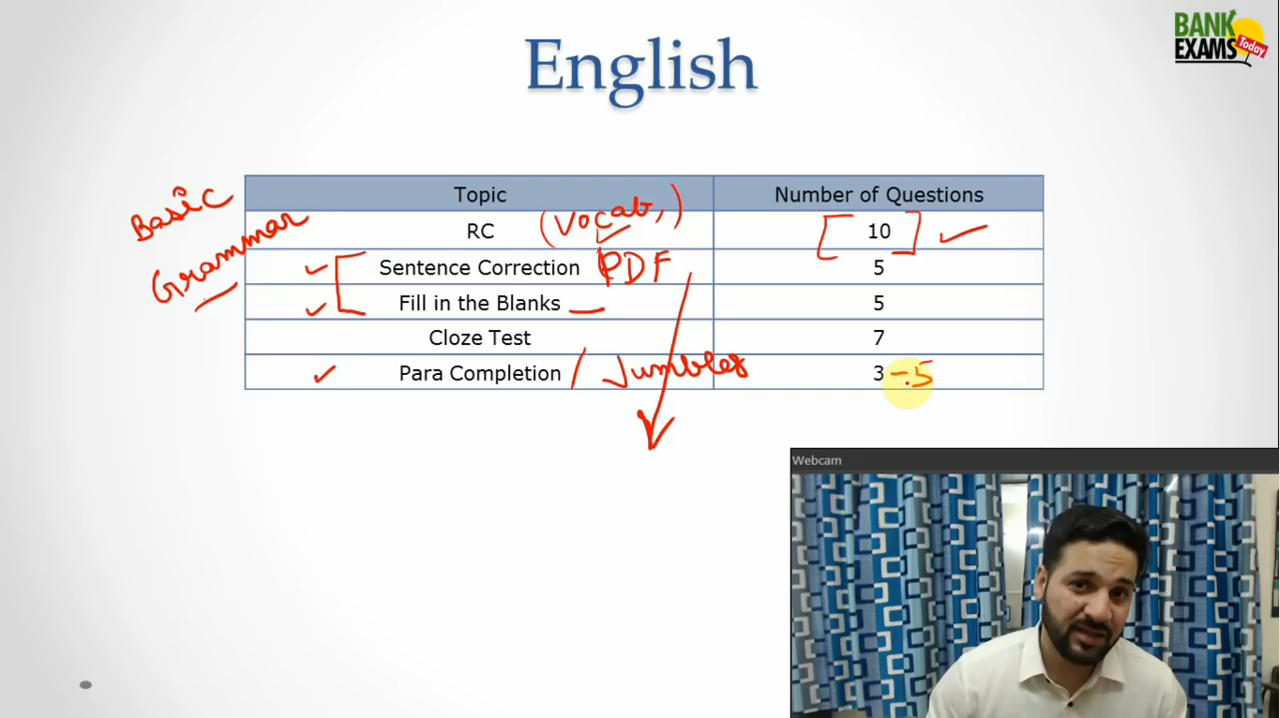 BANK
EXAMS Today
English
Basic
Grammar
Topic Number of Questions
RC (Vocab,) [10]
Sentence Correction PDF 5
Fill in the Blanks 5
Cloze Test 7
Para Completion / Jumbles 3 - 5
Webcam